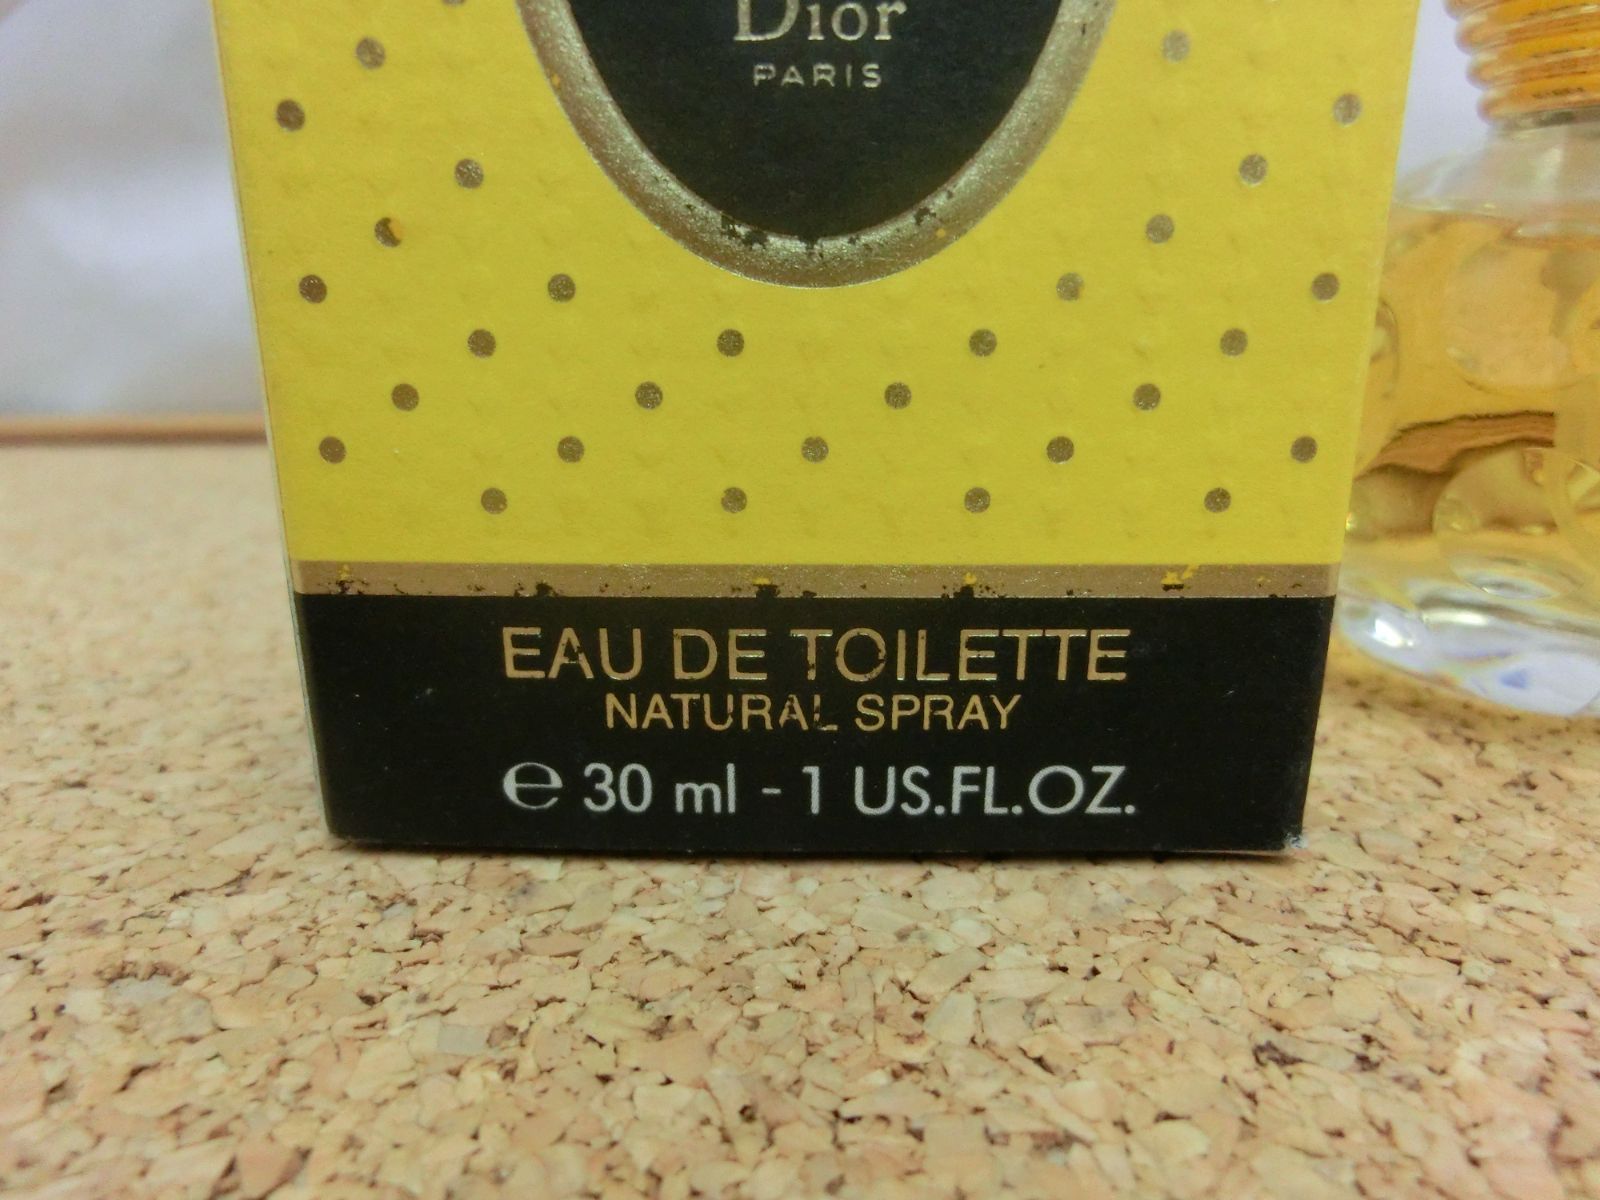 Dior
PARIS
EAU DE TOILETTE
NATURAL SPRAY
e 30 ml - 1 US.FL.OZ.